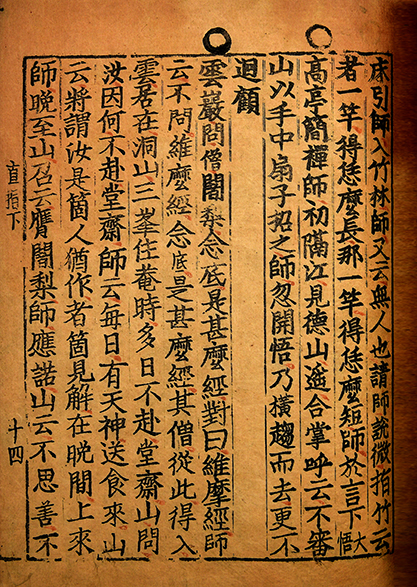 床引師入竹林師又云無人也請師說微指竹云
者一竿得恁麼長那一竿得恁麼短師於言下大悟
高亭簡禪師初隔江見德山遙合掌呼云不審
山以手中扇子招之師忽開悟乃橫趨而去更不
迴顧
雲巖問僧闍梨念底是甚麼經對曰維摩經師
云不問維麼經念底是甚麼經其僧從此得入
雲居在洞山三峯住菴時多日不赴堂齋山問
汝因何不赴堂齋師云每日有天神送食來山
云將謂汝是箇人猶作者箇見解在晚間上來
師晚至山召云膺闍梨師應諾山云不思善不
直指下
十四